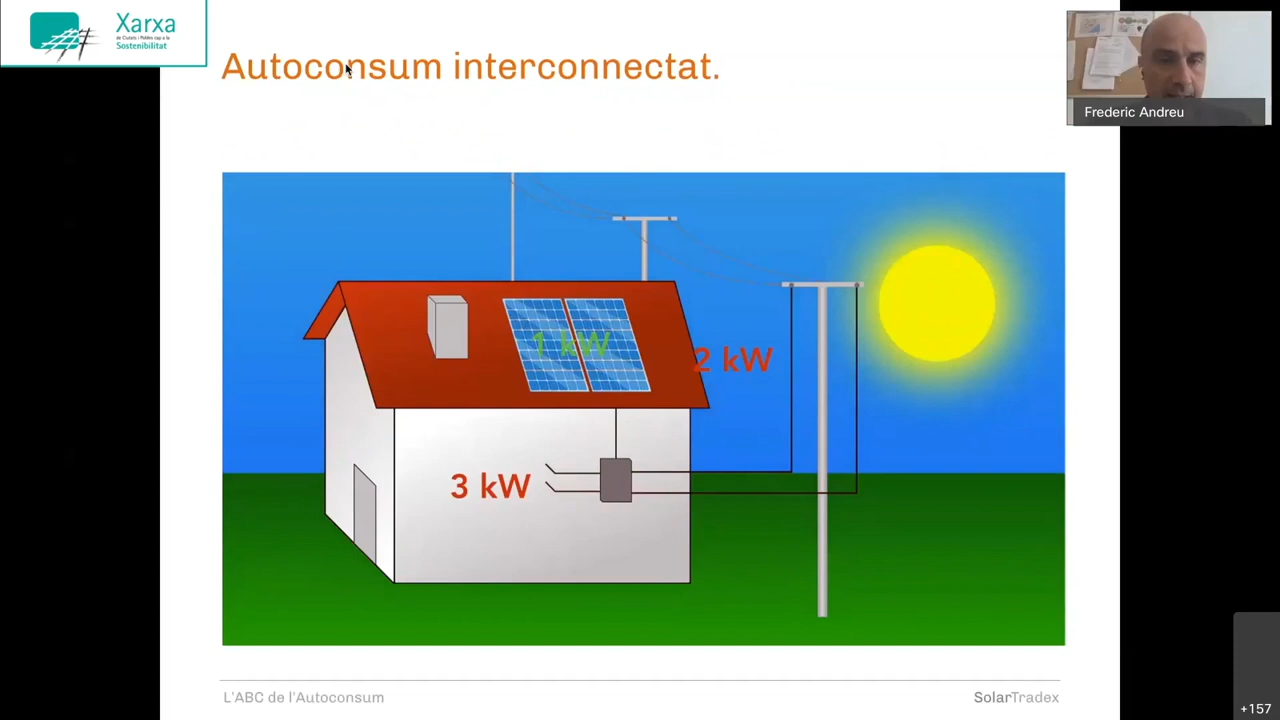 Xarxa
de Ciutats i Pobles cap a la
Sostenibilitat
Autoconsum interconnectat.
Frederic Andreu
1 kW
2 kW
3 kW
L'ABC de l'Autoconsum
SolarTradex
+157